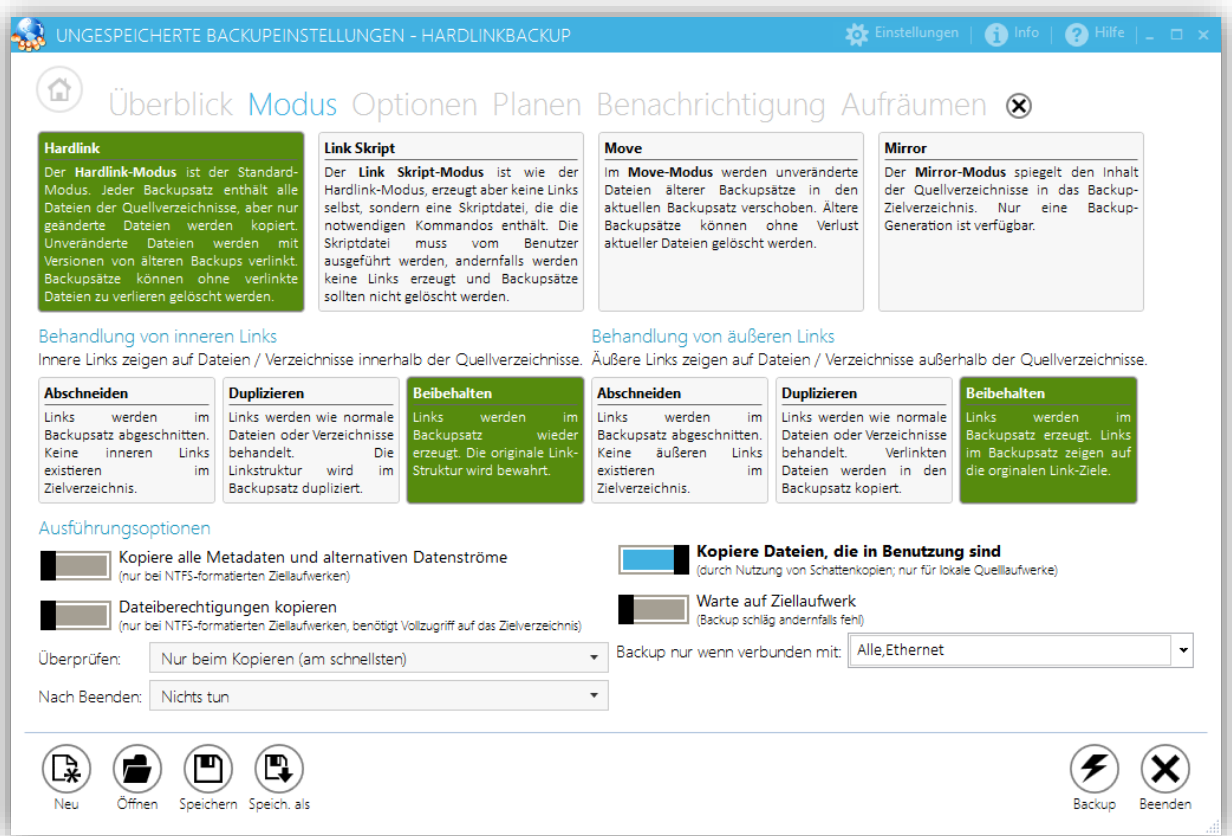 UNGESPEICHERTE BACKUPEINSTELLUNGEN - HARDLINKBACKUP
Einstellungen | Info | Hilfe
Überblick Modus Optionen Planen Benachrichtigung Aufräumen
Hardlink
Der Hardlink-Modus ist der Standard-
Modus. Jeder Backupsatz enthält alle
Dateien der Quellverzeichnisse, aber nur
geänderte Dateien werden kopiert.
Unveränderte Dateien werden mit
Versionen von älteren Backups verlinkt.
Backupsätze können ohne verlinkte
Dateien zu verlieren gelöscht werden.
Link Skript
Der Link Skript-Modus ist wie der
Hardlink-Modus, erzeugt aber keine Links
selbst, sondern eine Skriptdatei, die die
notwendigen Kommandos enthält. Die
Skriptdatei muss vom Benutzer
ausgeführt werden, andernfalls werden
keine Links erzeugt und Backupsätze
sollten nicht gelöscht werden.
Move
Im Move-Modus werden unveränderte
Dateien älterer Backupsätze in den
aktuellen Backupsatz verschoben. Ältere
Backupsätze können ohne Verlust
aktueller Dateien gelöscht werden.
Mirror
Der Mirror-Modus spiegelt den Inhalt
der Quellverzeichnisse in das Backup-
Zielverzeichnis. Nur eine Backup-
Generation ist verfügbar.
Behandlung von inneren Links
Innere Links zeigen auf Dateien / Verzeichnisse innerhalb der Quellverzeichnisse.
Abschneiden
Links werden im
Backupsatz abgeschnitten.
Keine inneren Links
existieren im
Zielverzeichnis.
Duplizieren
Links werden wie normale
Dateien oder Verzeichnisse
behandelt. Die
Linkstruktur wird im
Backupsatz dupliziert.
Beibehalten
Links werden im
Backupsatz wieder
erzeugt. Die originale Link-
Struktur wird bewahrt.
Behandlung von äußeren Links
Äußere Links zeigen auf Dateien / Verzeichnisse außerhalb der Quellverzeichnisse.
Abschneiden
Links werden im
Backupsatz abgeschnitten.
Keine äußeren Links
existieren im
Zielverzeichnis.
Duplizieren
Links werden wie normale
Dateien oder Verzeichnisse
behandelt. Verlinkten
Dateien werden in den
Backupsatz kopiert.
Beibehalten
Links werden im
Backupsatz erzeugt. Links
im Backupsatz zeigen auf
die orginalen Link-Ziele.
Ausführungsoptionen
Kopiere alle Metadaten und alternativen Datenströme
(nur bei NTFS-formatierten Ziellaufwerken)
Kopiere Dateien, die in Benutzung sind
(durch Nutzung von Schattenkopien; nur für lokale Quelllaufwerke)
Dateiberechtigungen kopieren
(nur bei NTFS-formatierten Ziellaufwerken, benötigt Vollzugriff auf das Zielverzeichnis)
Warte auf Ziellaufwerk
(Backup schläg andernfalls fehl)
Überprüfen: Nur beim Kopieren (am schnellsten)
Backup nur wenn verbunden mit: Alle,Ethernet
Nach Beenden: Nichts tun
Neu Öffnen Speichern Speich. als Backup Beenden